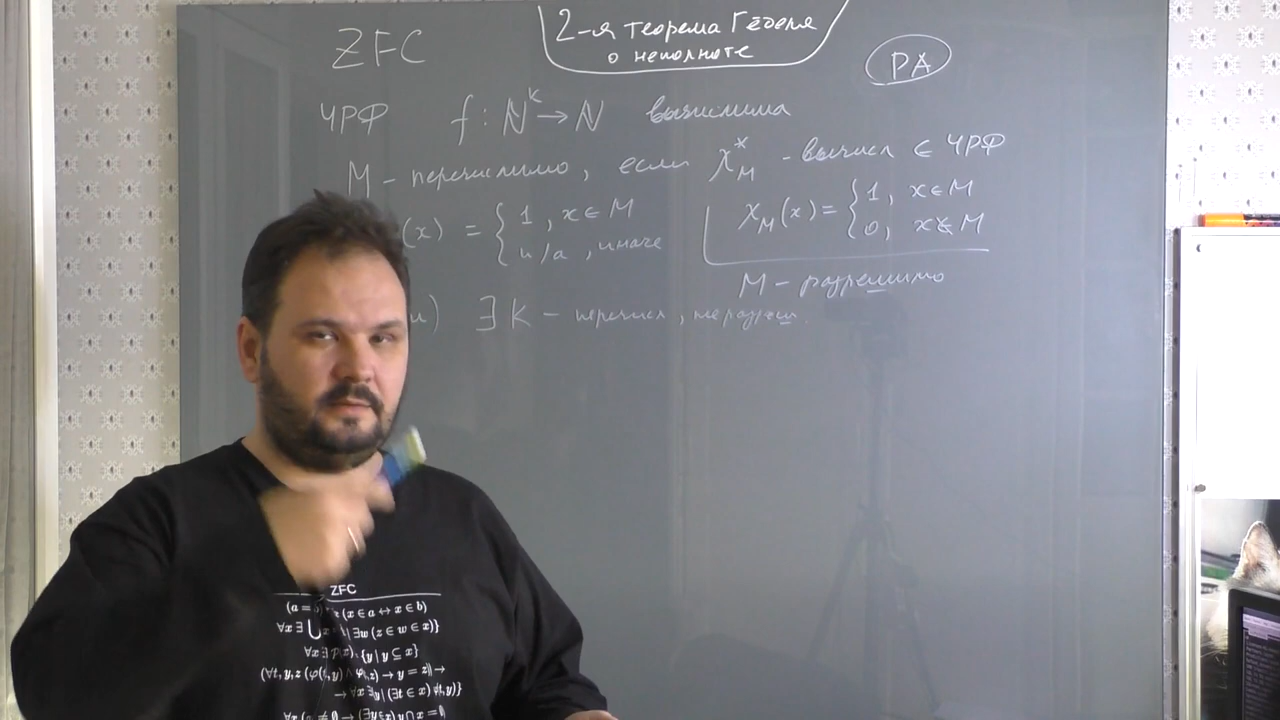 2-я теорема Гёделя
о неполноте
ZFC
PA
ЧРФ f : ℕᵏ → ℕ вычислима
M - перечислимо, если χ*_M - вычисл ∈ ЧРФ
(x) = { 1, x ∈ M
н/а, иначе
χ_M(x) = { 1, x ∈ M
0, x ∉ M
M - разрешимо
) ∃ K - перечисл, неразреш.
ZFC
(x ∈ a ↔ x ∈ b)
∀x ∃ ⋃ | ∃w (z ∈ w ∈ x)}
∀x ∃ {y | y ⊆ x}
(∀t, y, z (φ(t, y) ∧ φ(t, z) → y = z)) →
→ ∀x ∃ | (∃t ∈ x) φ(t, y)}